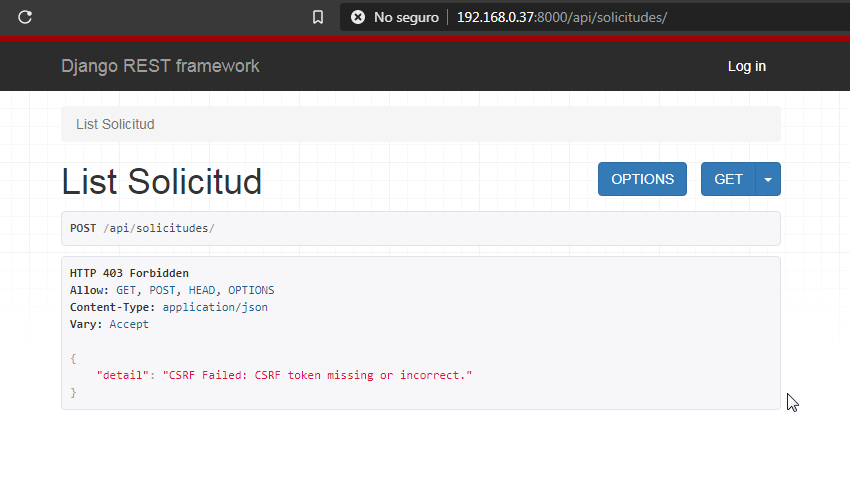 No seguro 192.168.0.37:8000/api/solicitudes/
Django REST framework
Log in
List Solicitud
List Solicitud
OPTIONS
GET
POST /api/solicitudes/
HTTP 403 Forbidden
Allow: GET, POST, HEAD, OPTIONS
Content-Type: application/json
Vary: Accept
{
"detail": "CSRF Failed: CSRF token missing or incorrect."
}